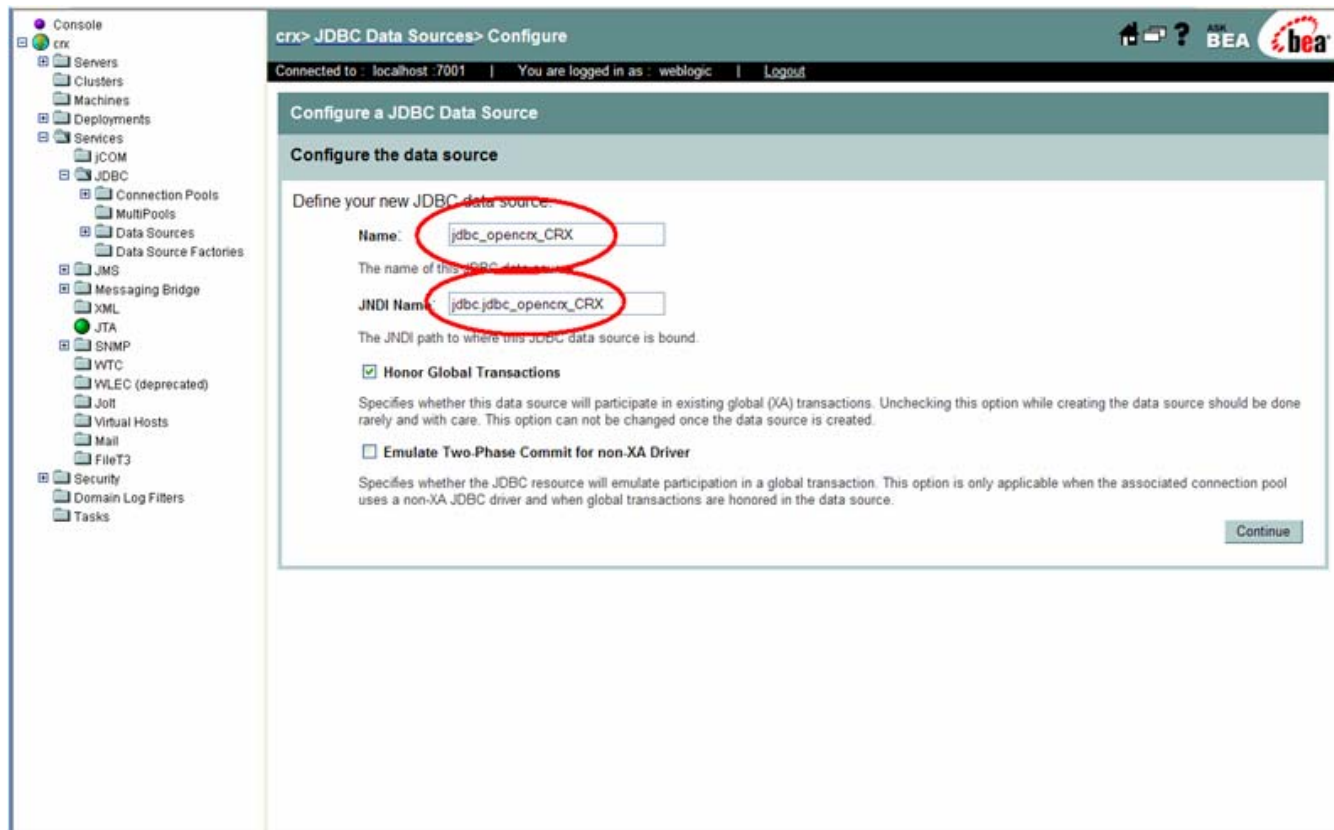 Console
crx
Servers
Clusters
Machines
Deployments
Services
jCOM
JDBC
Connection Pools
MultiPools
Data Sources
Data Source Factories
JMS
Messaging Bridge
XML
JTA
SNMP
WTC
WLEC (deprecated)
Jolt
Virtual Hosts
Mail
FileT3
Security
Domain Log Filters
Tasks
crx> JDBC Data Sources> Configure
? ASK BEA bea
Connected to : localhost :7001 | You are logged in as : weblogic | Logout
Configure a JDBC Data Source
Configure the data source
Define your new JDBC data source.
Name: jdbc_opencrx_CRX
The name of this JDBC data source.
JNDI Name: jdbc.jdbc_opencrx_CRX
The JNDI path to where this JDBC data source is bound.
Honor Global Transactions
Specifies whether this data source will participate in existing global (XA) transactions. Unchecking this option while creating the data source should be done
rarely and with care. This option can not be changed once the data source is created.
Emulate Two-Phase Commit for non-XA Driver
Specifies whether the JDBC resource will emulate participation in a global transaction. This option is only applicable when the associated connection pool
uses a non-XA JDBC driver and when global transactions are honored in the data source.
Continue